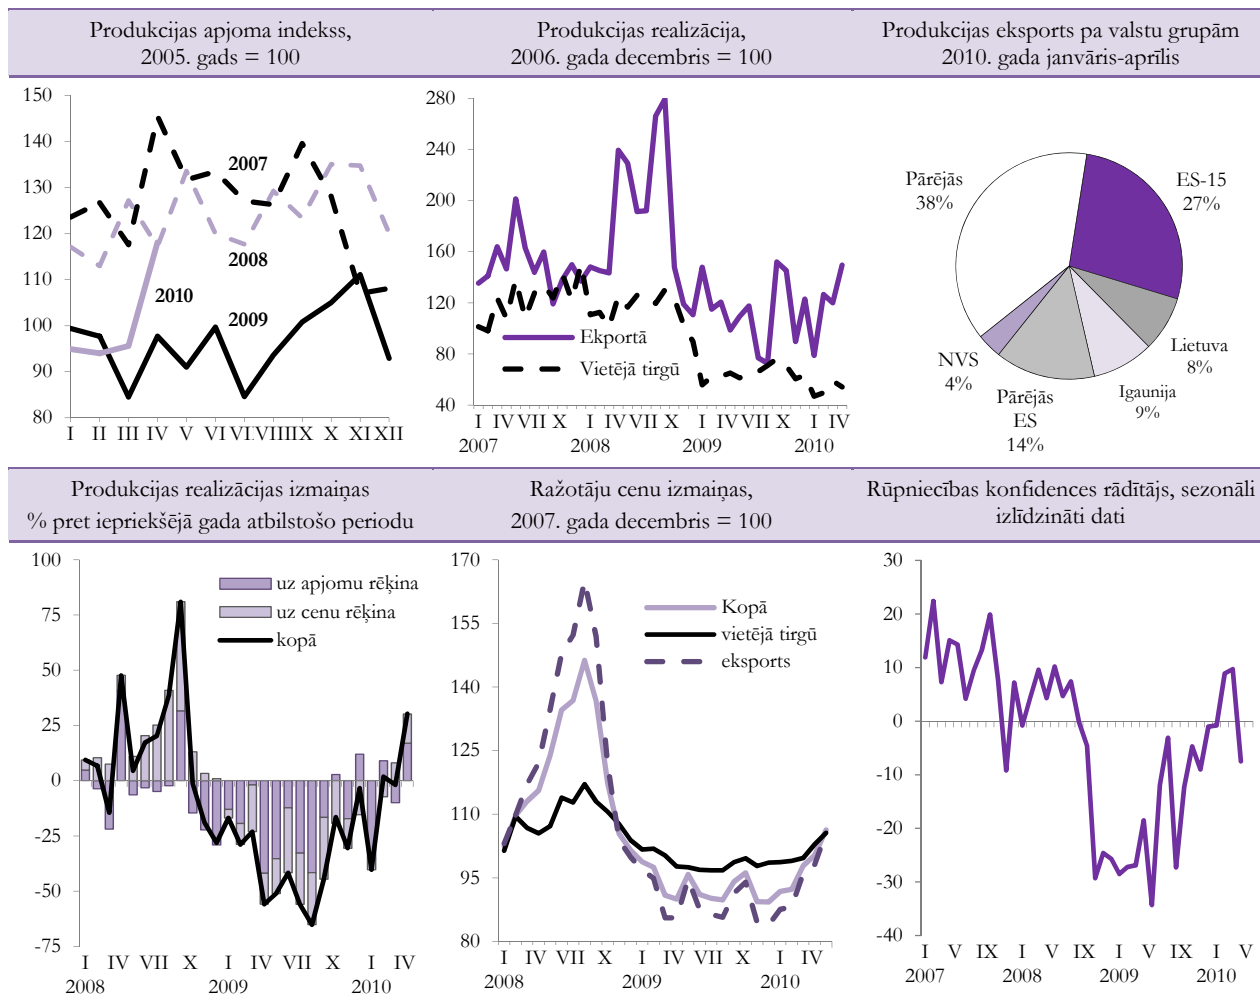 Produkcijas apjoma indekss,
2005. gads = 100
150
140
130
120
110
100
90
80
2007
2008
2010
2009
I II III IV V VI VII VIII IX X XI XII
Produkcijas realizācija,
2006. gada decembris = 100
280
240
200
160
120
80
40
Ekportā
Vietējā tirgū
I IV VII X I IV VII X I IV VII X I IV
2007 2008 2009 2010
Produkcijas eksports pa valstu grupām
2010. gada janvāris-aprīlis
Pārējās
38%
ES-15
27%
Lietuva
8%
Igaunija
9%
Pārējās
ES
14%
NVS
4%
Produkcijas realizācijas izmaiņas
% pret iepriekšējā gada atbilstošo periodu
100
75
50
25
0
-25
-50
-75
uz apjomu rēķina
uz cenu rēķina
kopā
I IV VII X I IV VII X I IV
2008 2009 2010
Ražotāju cenu izmaiņas,
2007. gada decembris = 100
170
155
140
125
110
95
80
Kopā
vietējā tirgū
eksports
I IV VII X I IV VII X I IV
2008 2009 2010
Rūpniecības konfidences rādītājs, sezonāli
izlīdzināti dati
30
20
10
0
-10
-20
-30
-40
I V IX I V IX I V IX I V
2007 2008 2009 2010